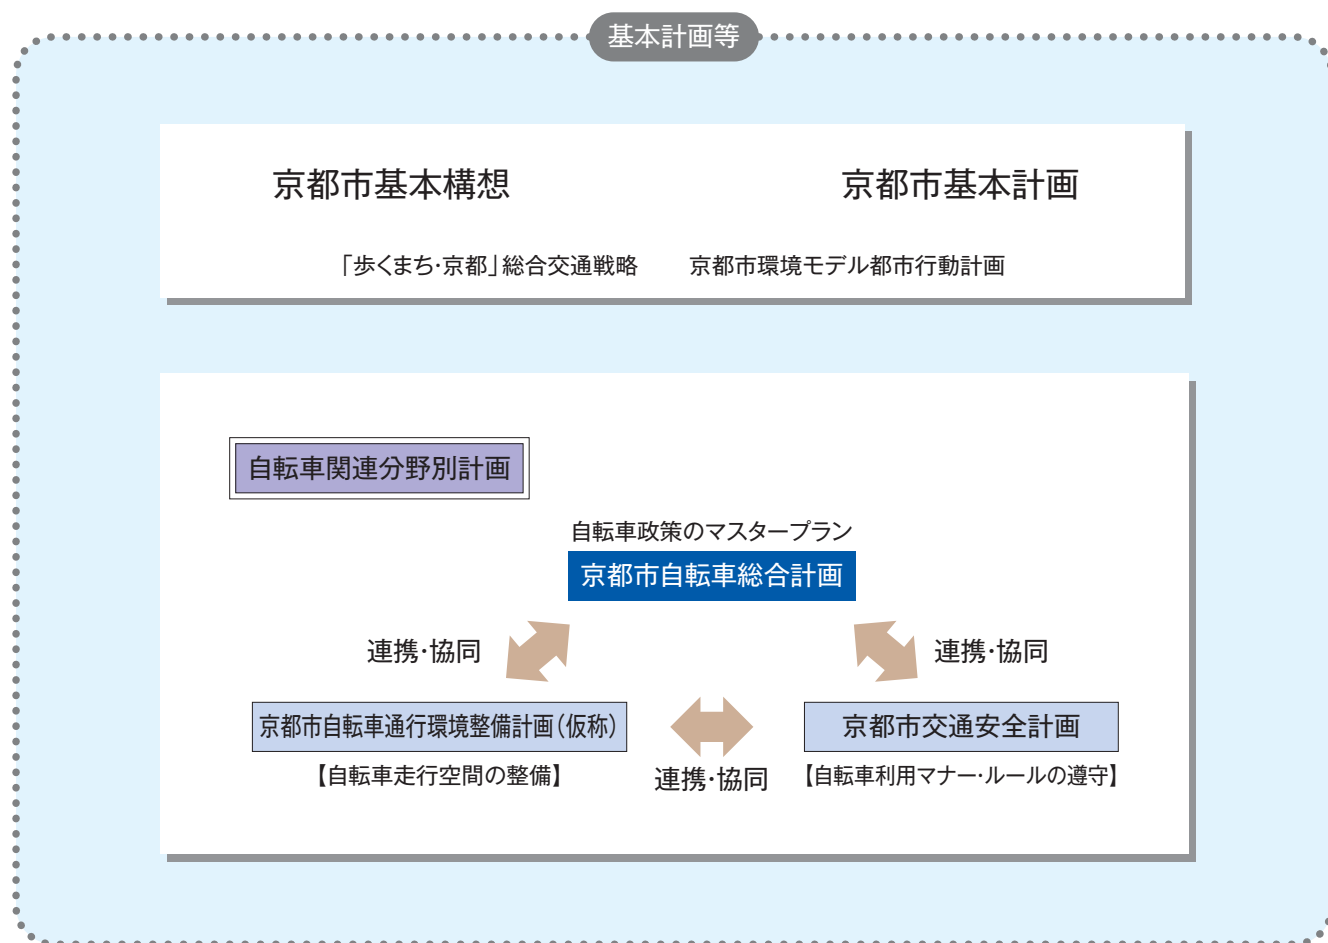 基本計画等
京都市基本構想
京都市基本計画
「歩くまち・京都」総合交通戦略
京都市環境モデル都市行動計画
自転車関連分野別計画
自転車政策のマスタープラン
京都市自転車総合計画
連携・協同
連携・協同
京都市自転車通行環境整備計画（仮称）
京都市交通安全計画
【自転車走行空間の整備】
連携・協同
【自転車利用マナー・ルールの遵守】